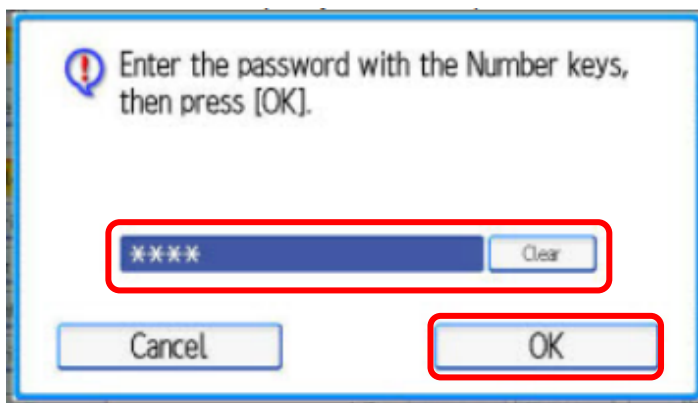 Enter the password with the Number keys,
then press [OK].
**** Clear
Cancel OK